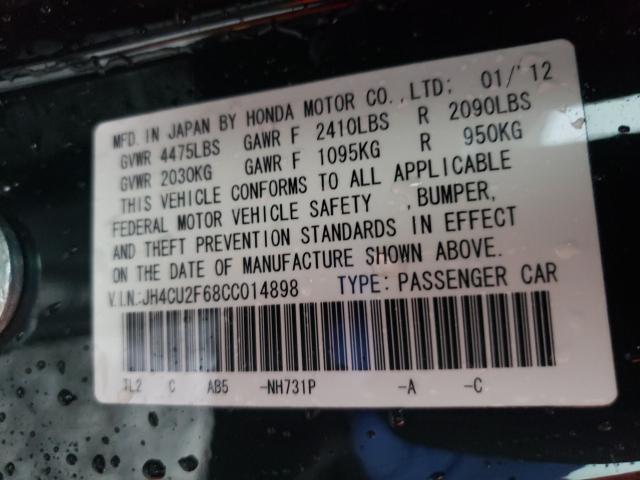 MFD. IN JAPAN BY HONDA MOTOR CO.,LTD; 01/'12
GVWR 4475LBS GAWR F 2410LBS R 2090LBS
GVWR 2030KG GAWR F 1095KG R 950KG
THIS VEHICLE CONFORMS TO ALL APPLICABLE
FEDERAL MOTOR VEHICLE SAFETY ,BUMPER,
AND THEFT PREVENTION STANDARDS IN EFFECT
ON THE DATE OF MANUFACTURE SHOWN ABOVE.
V.I.N.:JH4CU2F68CC014898 TYPE: PASSENGER CAR
TL2 C AB5 -NH731P -A -C